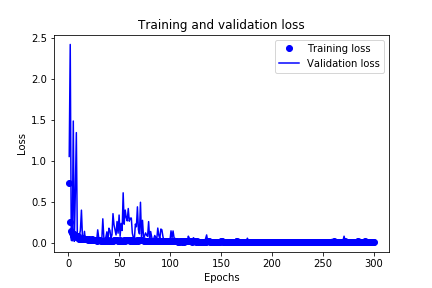 Training and validation loss
Training loss
Validation loss
2.5
2.0
1.5
1.0
0.5
0.0
Loss
0 50 100 150 200 250 300
Epochs